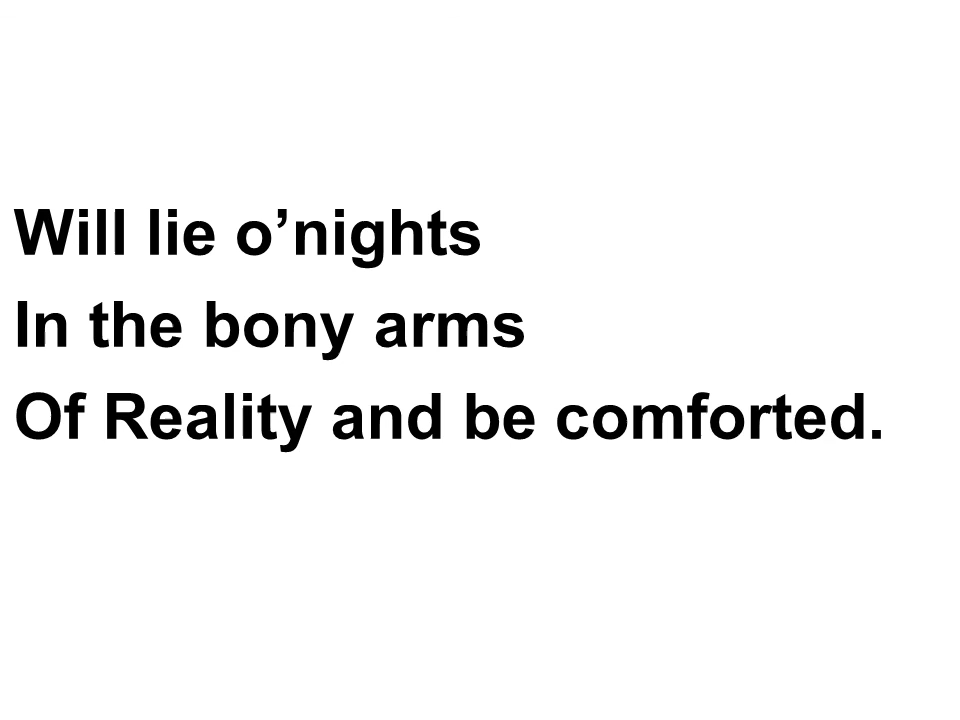 Will lie o’nights
In the bony arms
Of Reality and be comforted.